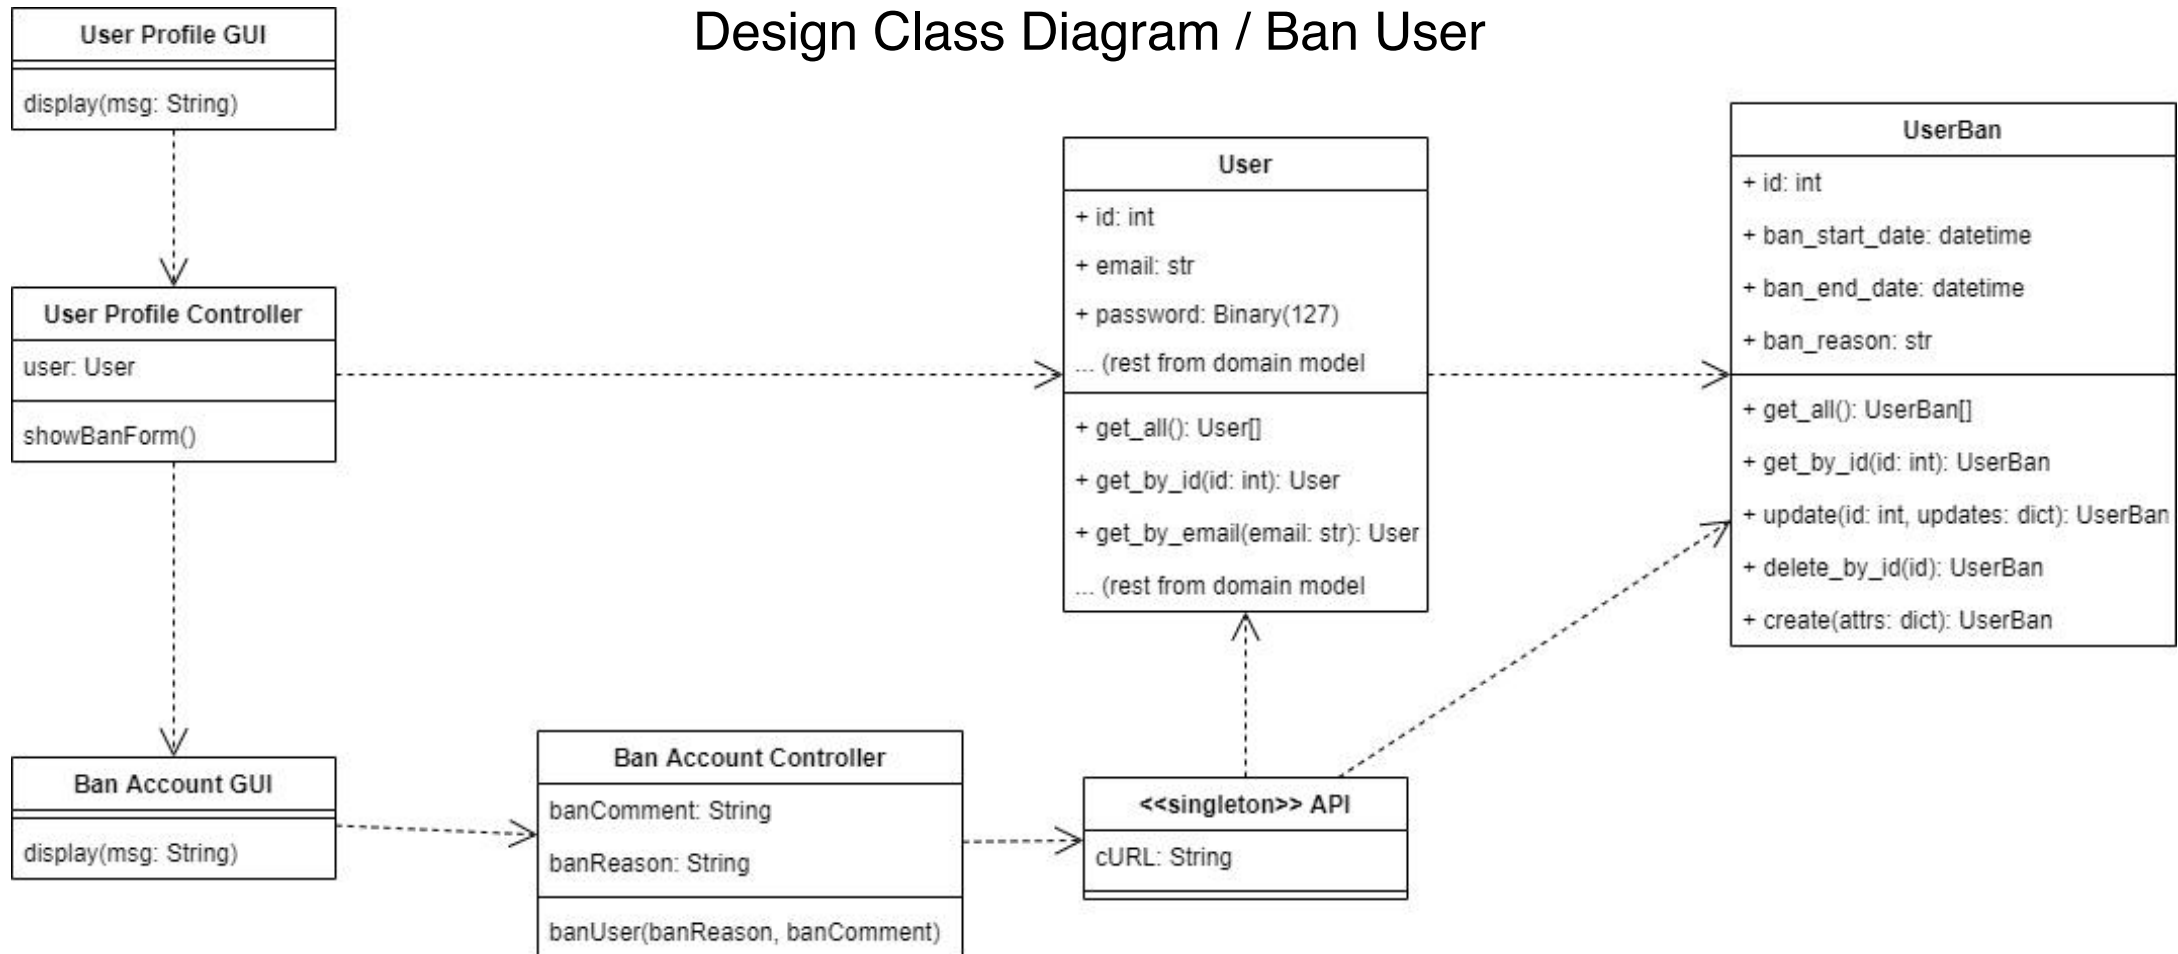 Design Class Diagram / Ban User
User Profile GUI
display(msg: String)
User Profile Controller
user: User
showBanForm()
Ban Account GUI
display(msg: String)
Ban Account Controller
banComment: String
banReason: String
banUser(banReason, banComment)
<<singleton>> API
cURL: String
User
+ id: int
+ email: str
+ password: Binary(127)
... (rest from domain model
+ get_all(): User[]
+ get_by_id(id: int): User
+ get_by_email(email: str): User
... (rest from domain model
UserBan
+ id: int
+ ban_start_date: datetime
+ ban_end_date: datetime
+ ban_reason: str
+ get_all(): UserBan[]
+ get_by_id(id: int): UserBan
+ update(id: int, updates: dict): UserBan
+ delete_by_id(id): UserBan
+ create(attrs: dict): UserBan